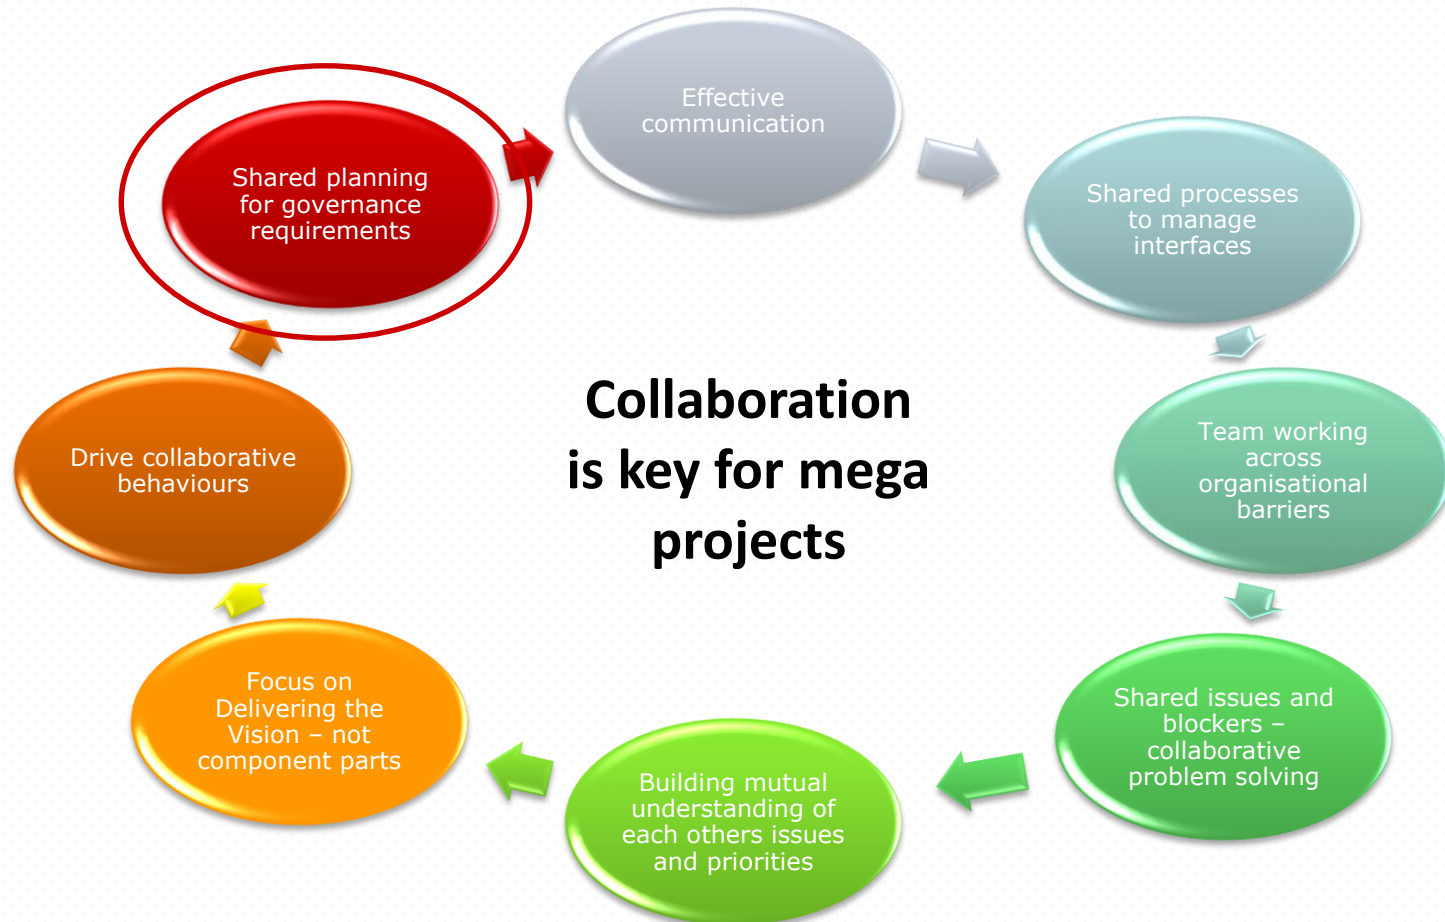 Effective
communication
Shared processes
to manage
interfaces
Team working
across
organisational
barriers
Shared issues and
blockers –
collaborative
problem solving
Building mutual
understanding of
each others issues
and priorities
Focus on
Delivering the
Vision – not
component parts
Drive collaborative
behaviours
Shared planning
for governance
requirements
Collaboration
is key for mega
projects